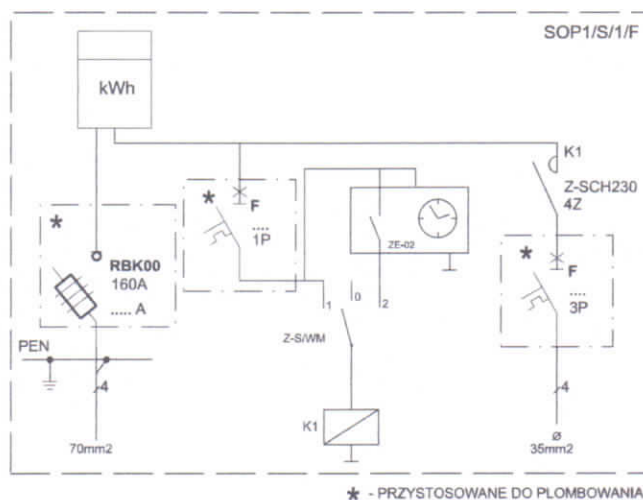 SOP1/S/1/F
kWh
K1
Z-SCH230
4Z
* F
.... 
1P
ZE-02
* RBK00
160A
..... A
* F
....
3P
1 0 2
Z-S/WM
PEN
4
K1
4
70mm2
ø
35mm2
* - PRZYSTOSOWANE DO PLOMBOWANIA